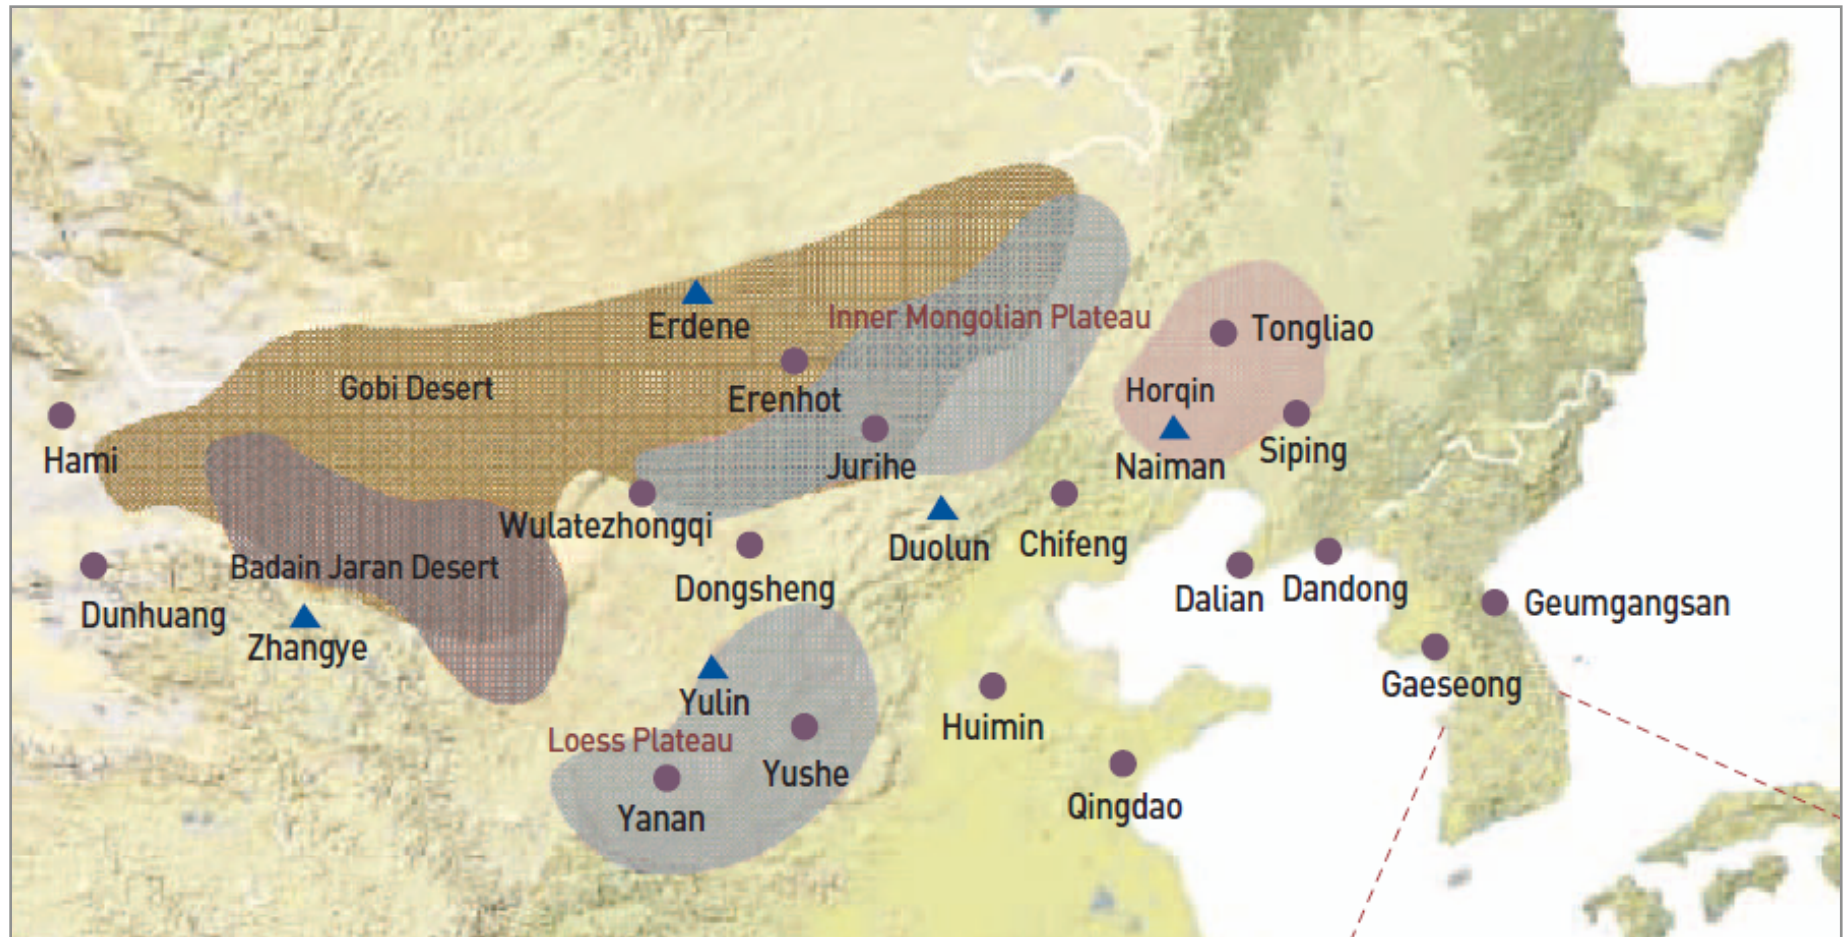 Inner Mongolian Plateau
Erdene
Tongliao
Gobi Desert
Erenhot
Horqin
Hami
Jurihe
Naiman
Siping
Wulatezhongqi
Duolun
Chifeng
Badain Jaran Desert
Dongsheng
Dalian
Dandong
Geumgangsan
Dunhuang
Zhangye
Gaeseong
Yulin
Loess Plateau
Huimin
Yushe
Yanan
Qingdao